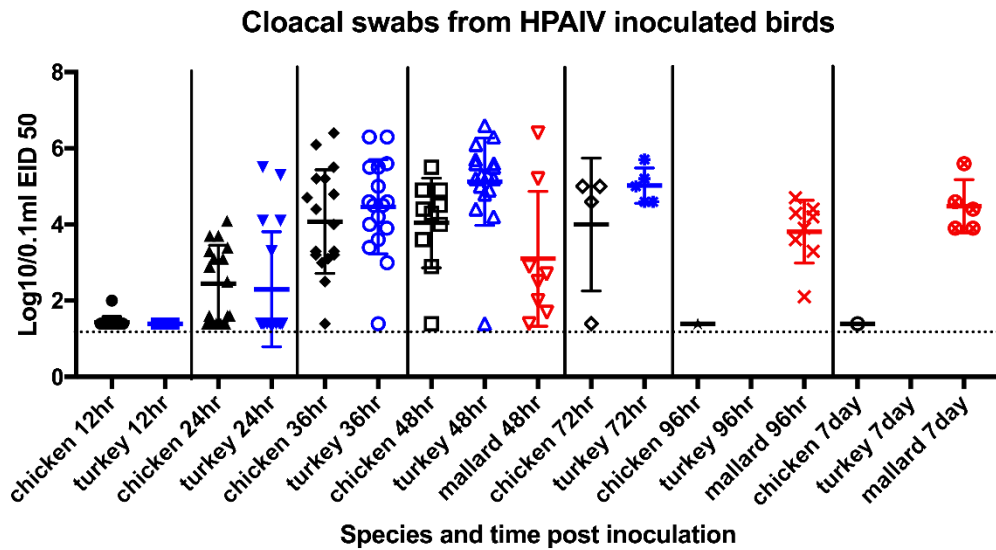 Cloacal swabs from HPAIV inoculated birds
Log10/0.1ml EID 50
8
6
4
2
0
chicken 12hr
turkey 12hr
chicken 24hr
turkey 24hr
chicken 36hr
turkey 36hr
chicken 48hr
turkey 48hr
mallard 48hr
chicken 72hr
turkey 72hr
chicken 96hr
turkey 96hr
mallard 96hr
chicken 7day
turkey 7day
mallard 7day
Species and time post inoculation